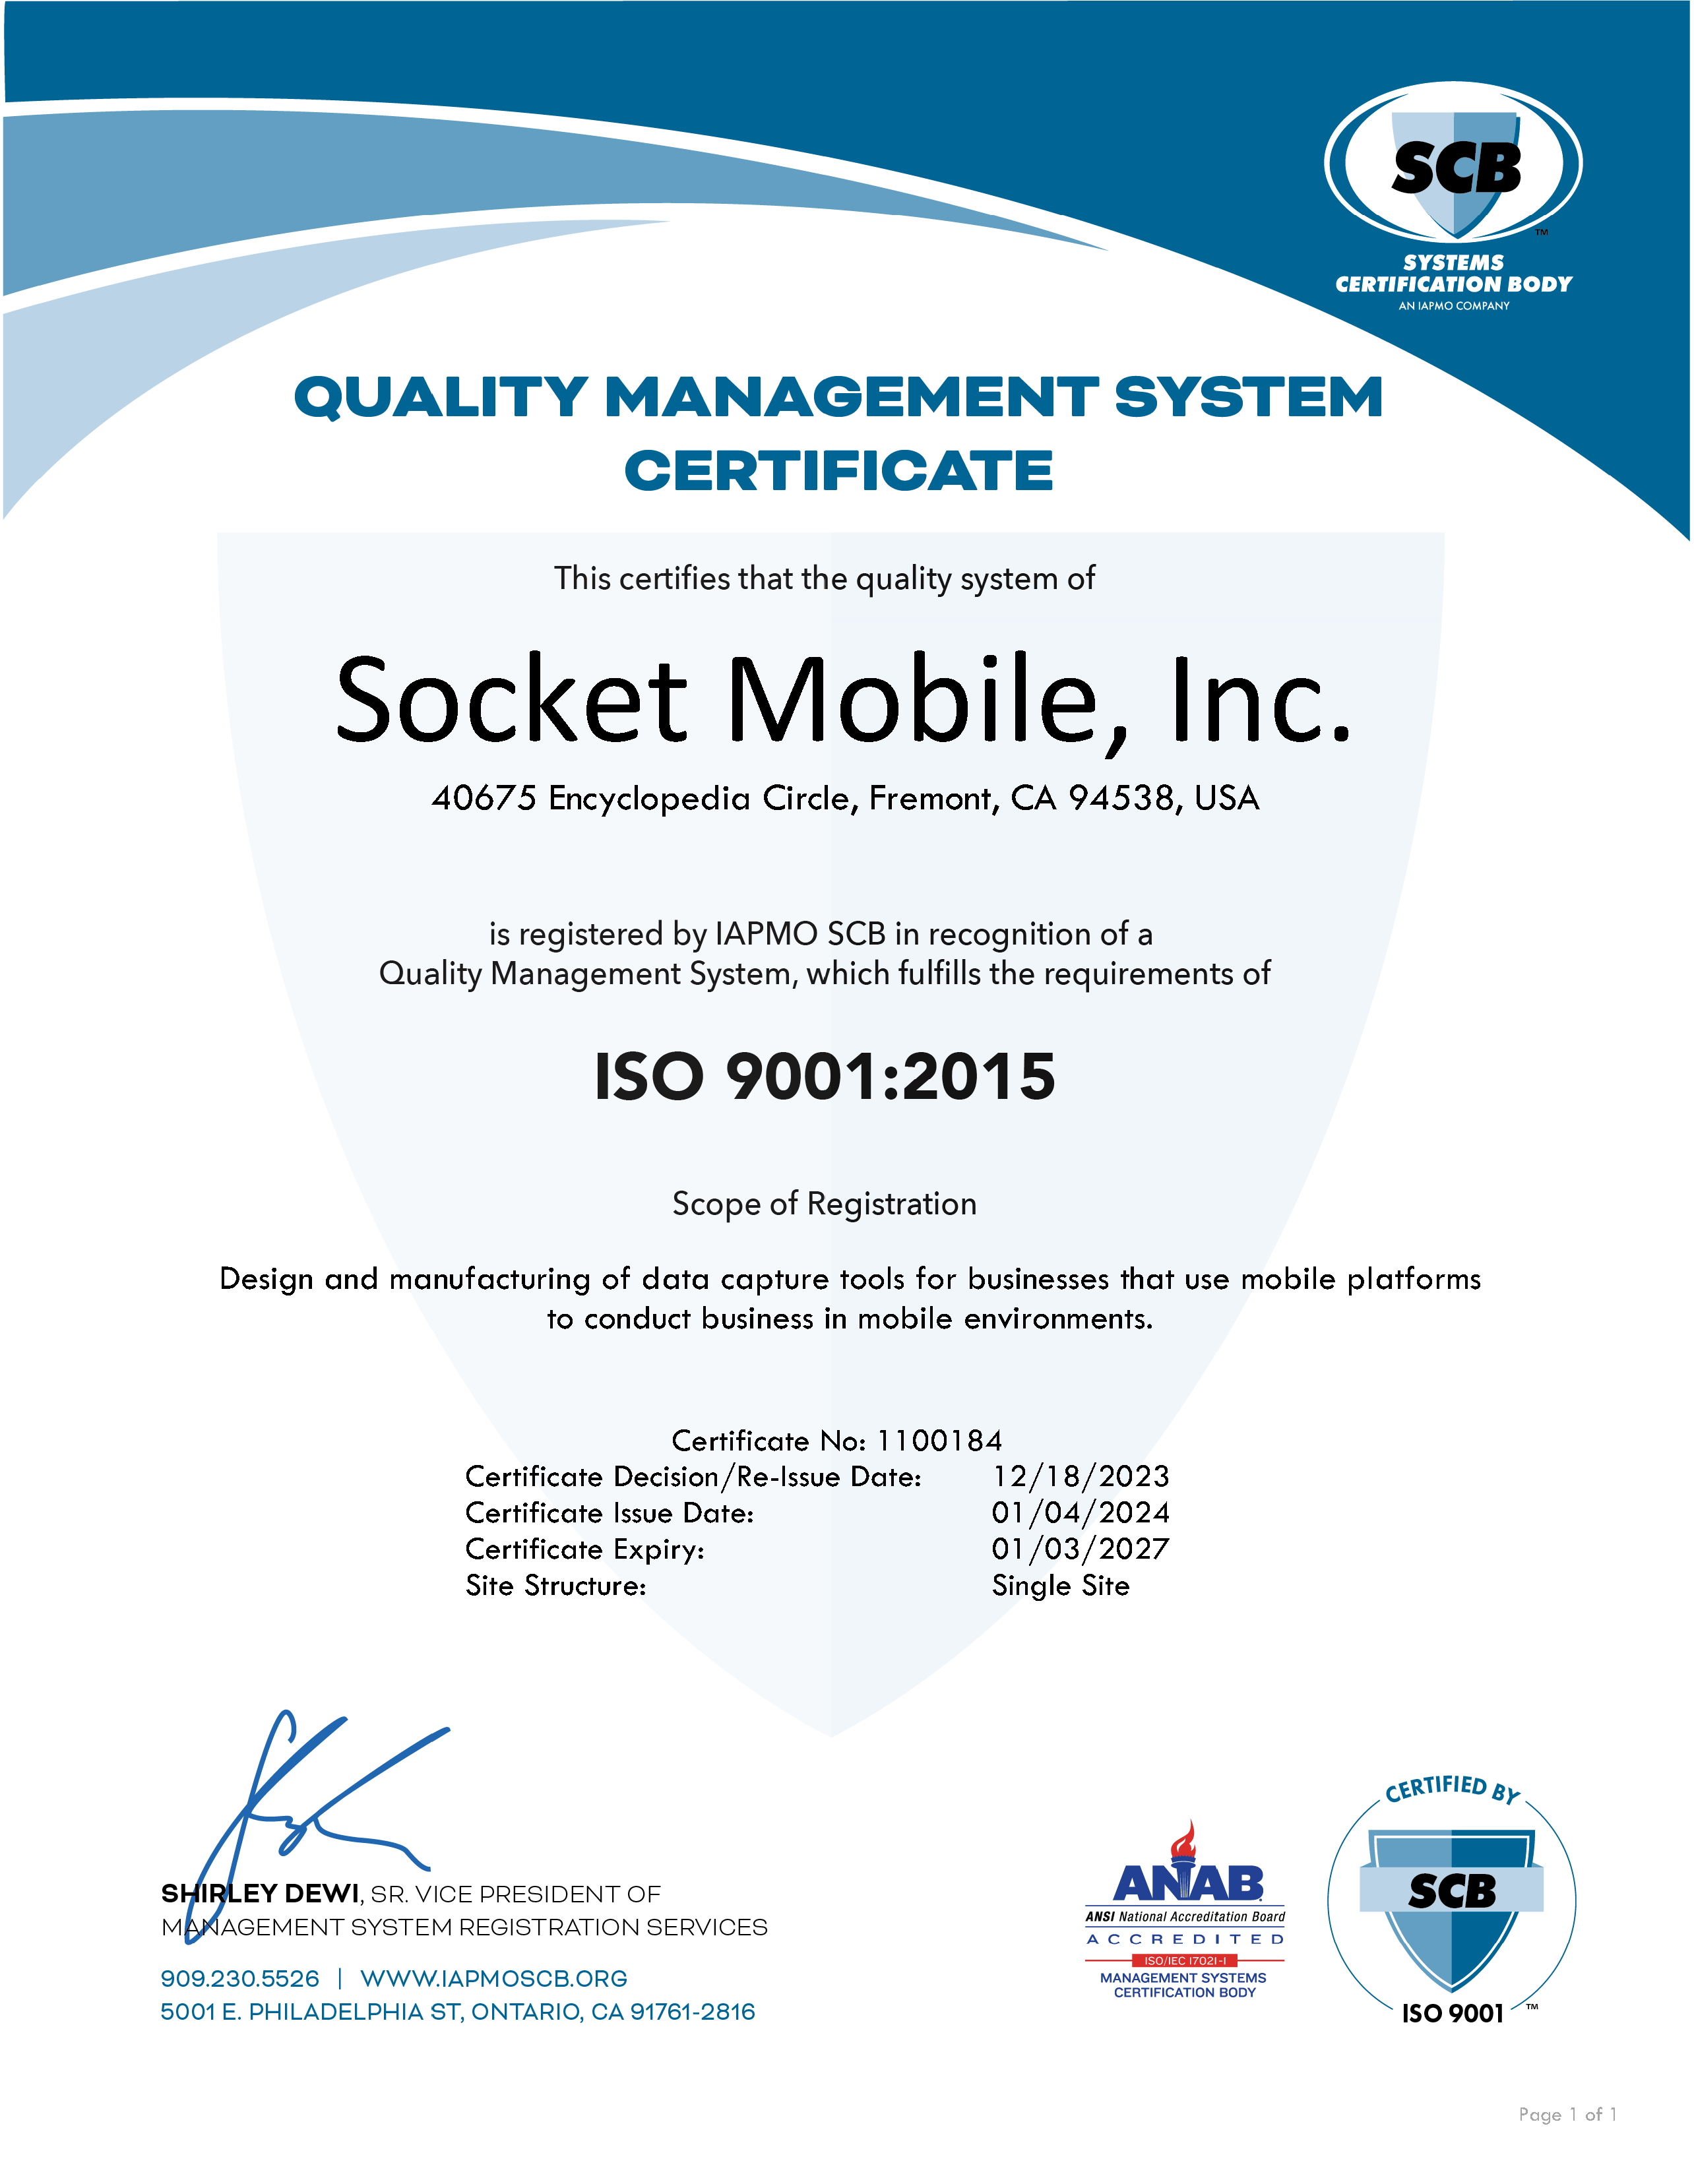 SCB
TM
SYSTEMS
CERTIFICATION BODY
AN IAPMO COMPANY
QUALITY MANAGEMENT SYSTEM
CERTIFICATE
This certifies that the quality system of
Socket Mobile, Inc.
40675 Encyclopedia Circle, Fremont, CA 94538, USA
is registered by IAPMO SCB in recognition of a
Quality Management System, which fulfills the requirements of
ISO 9001:2015
Scope of Registration
Design and manufacturing of data capture tools for businesses that use mobile platforms
to conduct business in mobile environments.
Certificate No: 1100184
Certificate Decision/Re-Issue Date: 12/18/2023
Certificate Issue Date: 01/04/2024
Certificate Expiry: 01/03/2027
Site Structure: Single Site
SHIRLEY DEWI, SR. VICE PRESIDENT OF
MANAGEMENT SYSTEM REGISTRATION SERVICES
909.230.5526 | WWW.IAPMOSCB.ORG
5001 E. PHILADELPHIA ST, ONTARIO, CA 91761-2816
ANAB
ANSI National Accreditation Board
ACCREDITED
ISO/IEC 17021-1
MANAGEMENT SYSTEMS
CERTIFICATION BODY
CERTIFIED BY
SCB
ISO 9001 TM
Page 1 of 1